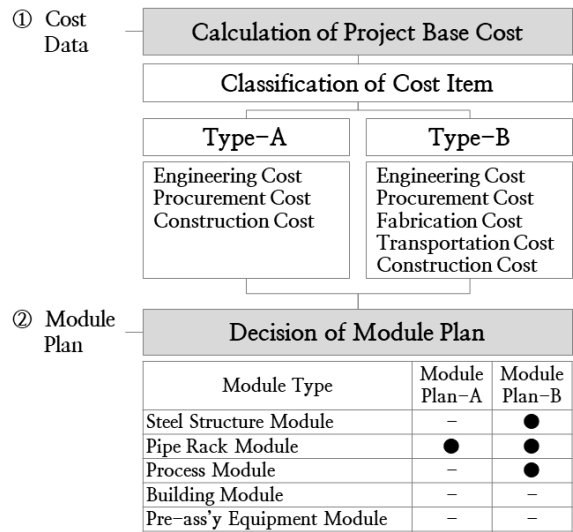 ① Cost Data
Calculation of Project Base Cost
Classification of Cost Item
Type-A
Type-B
Engineering Cost
Procurement Cost
Construction Cost
Engineering Cost
Procurement Cost
Fabrication Cost
Transportation Cost
Construction Cost
② Module Plan
Decision of Module Plan
Module Type | Module Plan-A | Module Plan-B
Steel Structure Module – ●
Pipe Rack Module ● ●
Process Module – ●
Building Module – –
Pre-ass'y Equipment Module – –